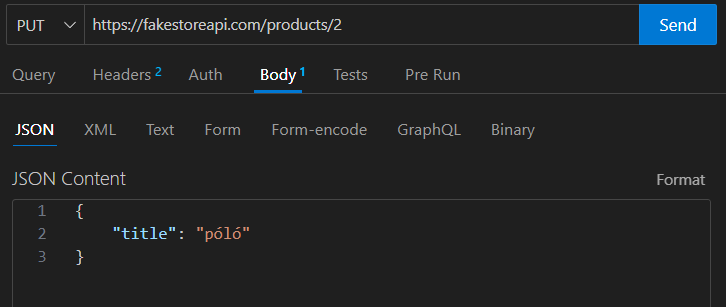 PUT https://fakestoreapi.com/products/2 Send
Query Headers 2 Auth Body 1 Tests Pre Run
JSON XML Text Form Form-encode GraphQL Binary
JSON Content Format
1 {
2 "title": "póló"
3 }